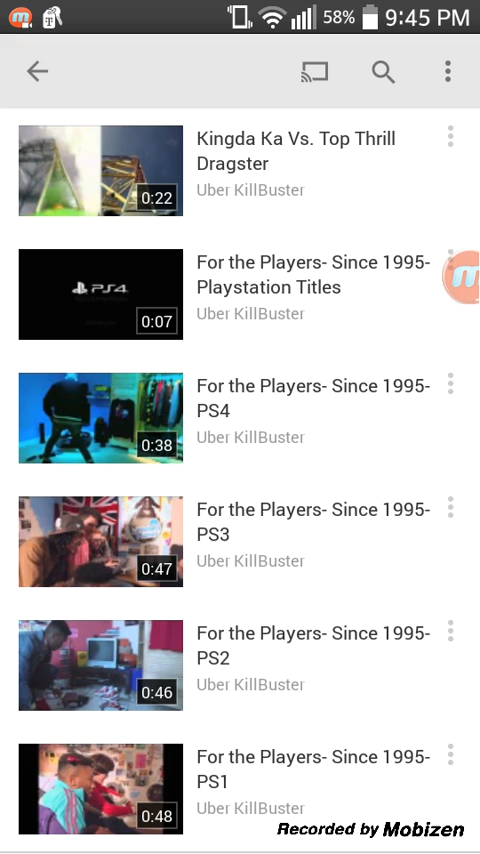 58% 9:45 PM
Kingda Ka Vs. Top Thrill
Dragster
Uber KillBuster
0:22
For the Players- Since 1995-
Playstation Titles
Uber KillBuster
PS4
0:07
For the Players- Since 1995-
PS4
Uber KillBuster
0:38
For the Players- Since 1995-
PS3
Uber KillBuster
0:47
For the Players- Since 1995-
PS2
Uber KillBuster
0:46
For the Players- Since 1995-
PS1
Uber KillBuster
0:48
Recorded by Mobizen